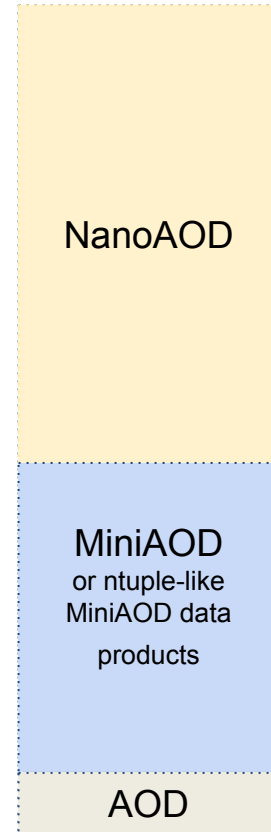 NanoAOD
MiniAOD
or ntuple-like
MiniAOD data
products
AOD